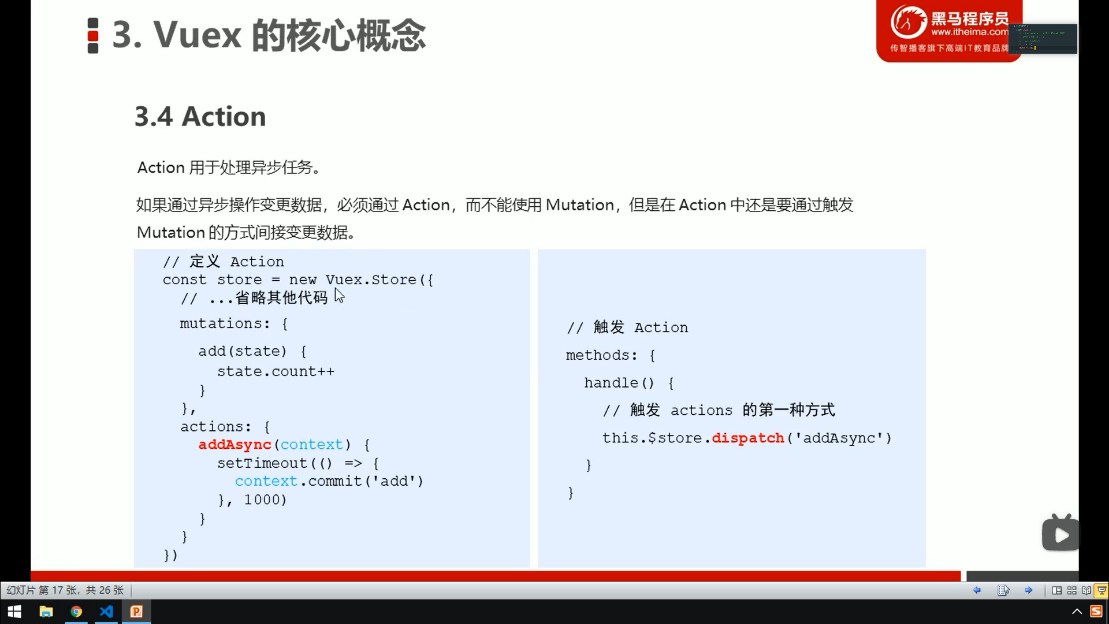 3. Vuex 的核心概念
黑马程序员
www.itheima.com
传智播客旗下高端IT教育品牌
3.4 Action
Action 用于处理异步任务。
如果通过异步操作变更数据，必须通过 Action，而不能使用 Mutation，但是在 Action 中还是要通过触发
Mutation 的方式间接变更数据。
// 定义 Action
const store = new Vuex.Store({
// ...省略其他代码
mutations: {
add(state) {
state.count++
}
},
actions: {
addAsync(context) {
setTimeout(() => {
context.commit('add')
}, 1000)
}
}
})
// 触发 Action
methods: {
handle() {
// 触发 actions 的第一种方式
this.$store.dispatch('addAsync')
}
}
幻灯片 第 17 张，共 26 张